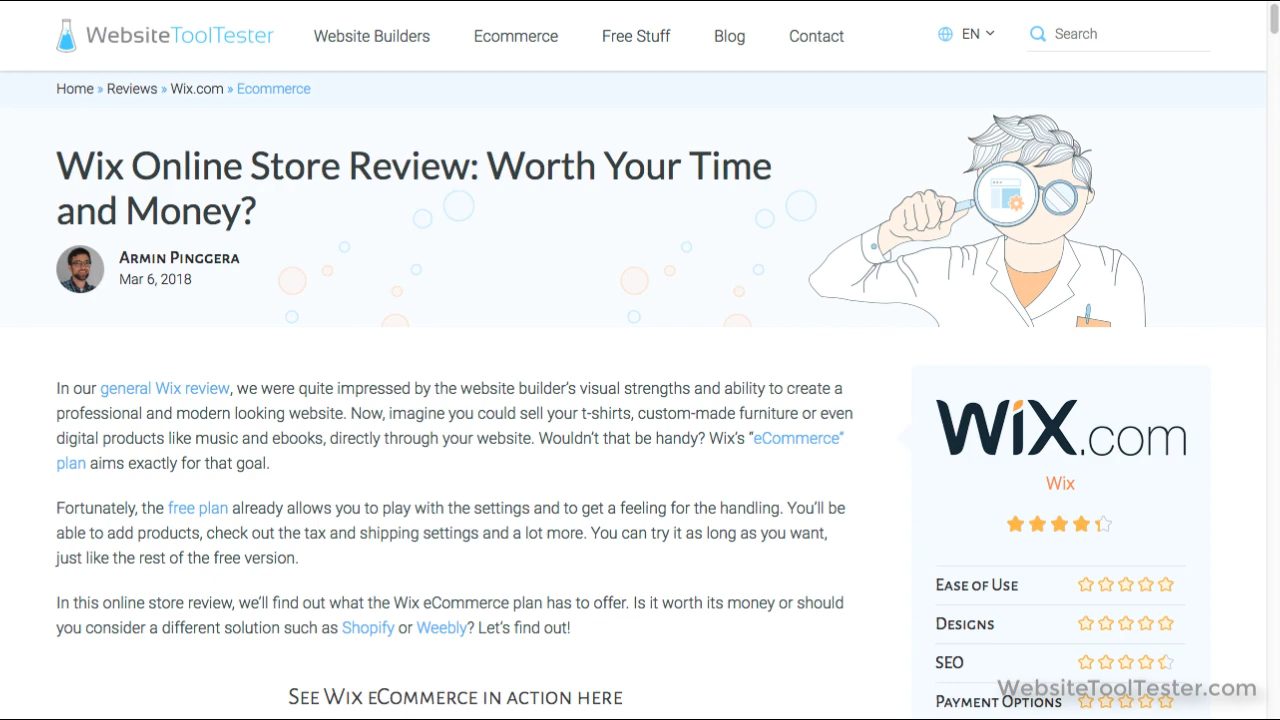 WebsiteToolTester
Website Builders
Ecommerce
Free Stuff
Blog
Contact
EN
Search
Home » Reviews » Wix.com » Ecommerce
Wix Online Store Review: Worth Your Time
and Money?
Armin Pinggera
Mar 6, 2018
In our general Wix review, we were quite impressed by the website builder's visual strengths and ability to create a
professional and modern looking website. Now, imagine you could sell your t-shirts, custom-made furniture or even
digital products like music and ebooks, directly through your website. Wouldn't that be handy? Wix's "eCommerce"
plan aims exactly for that goal.
Fortunately, the free plan already allows you to play with the settings and to get a feeling for the handling. You'll be
able to add products, check out the tax and shipping settings and a lot more. You can try it as long as you want,
just like the rest of the free version.
In this online store review, we'll find out what the Wix eCommerce plan has to offer. Is it worth its money or should
you consider a different solution such as Shopify or Weebly? Let's find out!
See Wix eCommerce in action here
WiX.com
Wix
Ease of Use
Designs
SEO
Payment Options
WebsiteToolTester.com